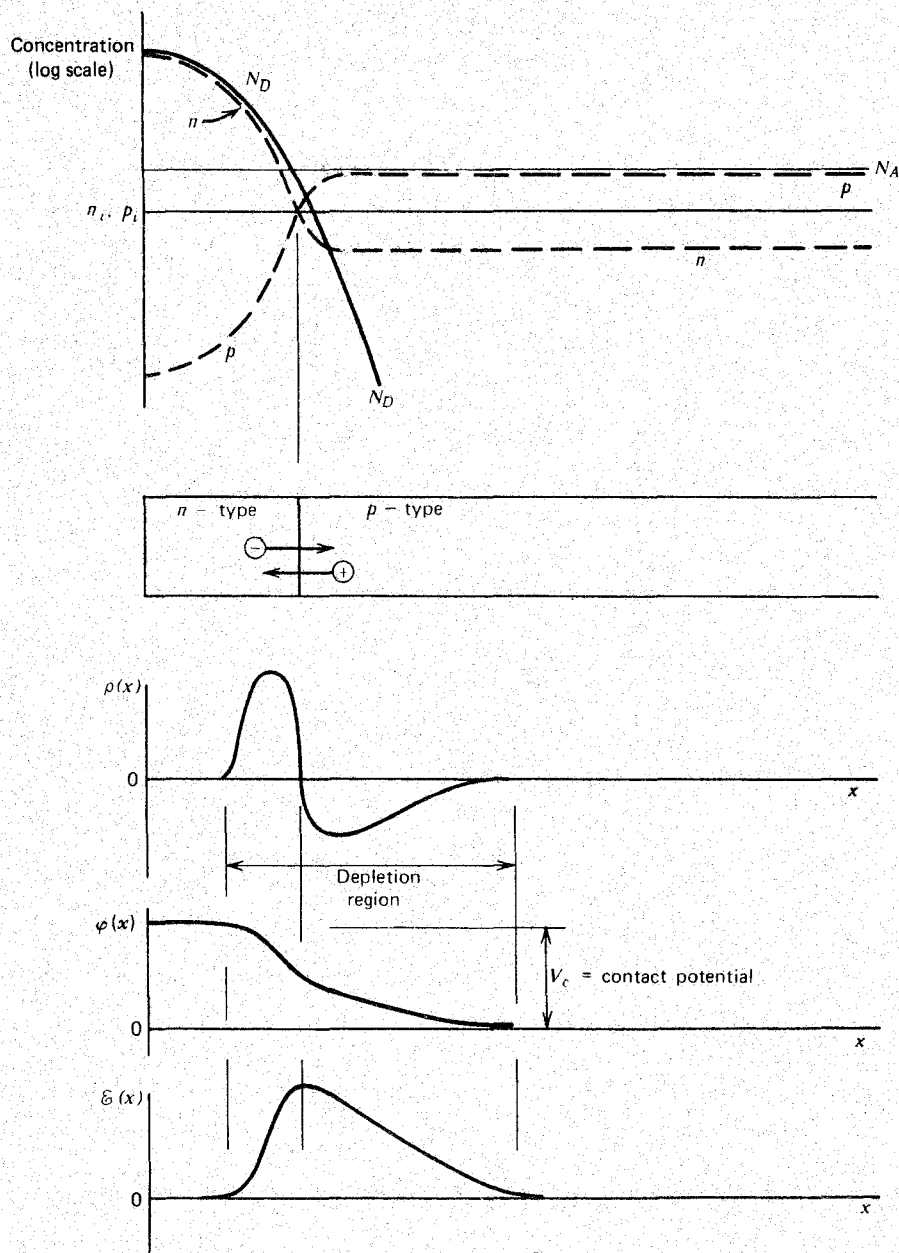 Concentration
(log scale)
N_D
n
N_A
p
n_i, p_i
n
p
N_D
n - type
p - type
−
+
ρ(x)
0
x
Depletion
region
φ(x)
V_c = contact potential
0
x
ℰ(x)
0
x